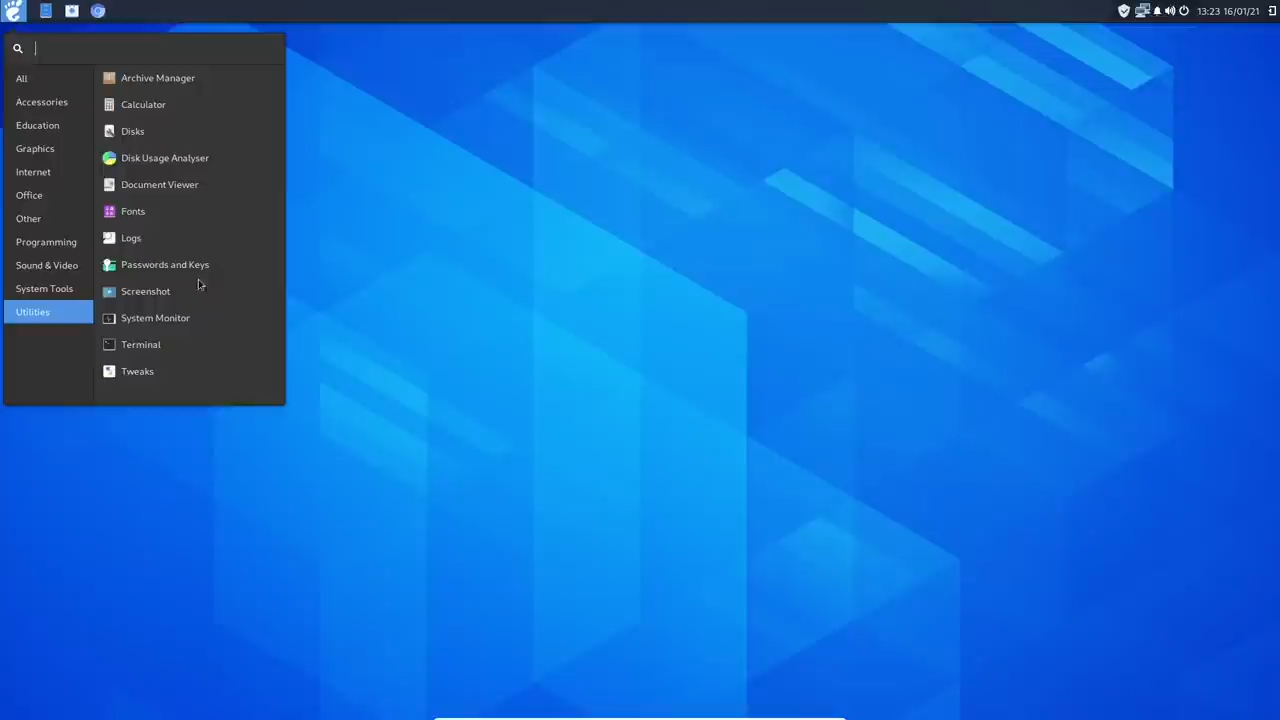 13:23 16/01/21
All
Accessories
Education
Graphics
Internet
Office
Other
Programming
Sound & Video
System Tools
Utilities
Archive Manager
Calculator
Disks
Disk Usage Analyser
Document Viewer
Fonts
Logs
Passwords and Keys
Screenshot
System Monitor
Terminal
Tweaks